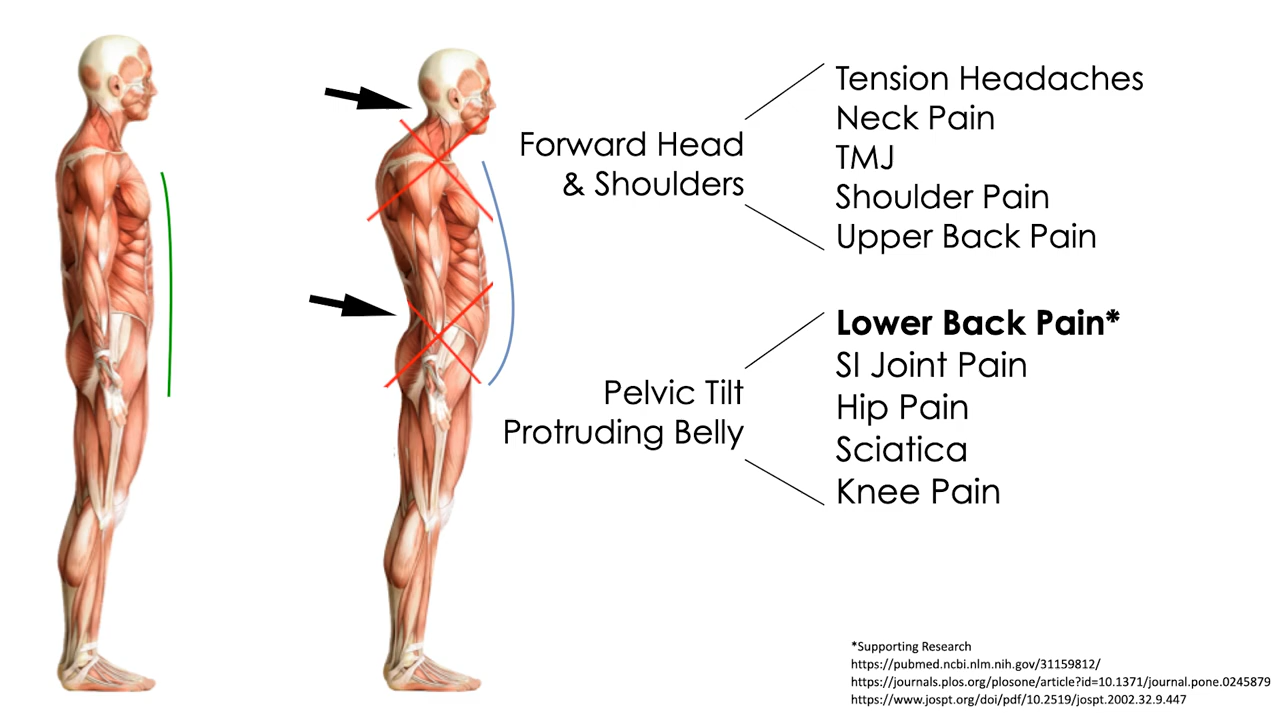 Forward Head
& Shoulders
Tension Headaches
Neck Pain
TMJ
Shoulder Pain
Upper Back Pain
Pelvic Tilt
Protruding Belly
Lower Back Pain*
SI Joint Pain
Hip Pain
Sciatica
Knee Pain
*Supporting Research
https://pubmed.ncbi.nlm.nih.gov/31159812/
https://journals.plos.org/plosone/article?id=10.1371/journal.pone.0245879
https://www.jospt.org/doi/pdf/10.2519/jospt.2002.32.9.447